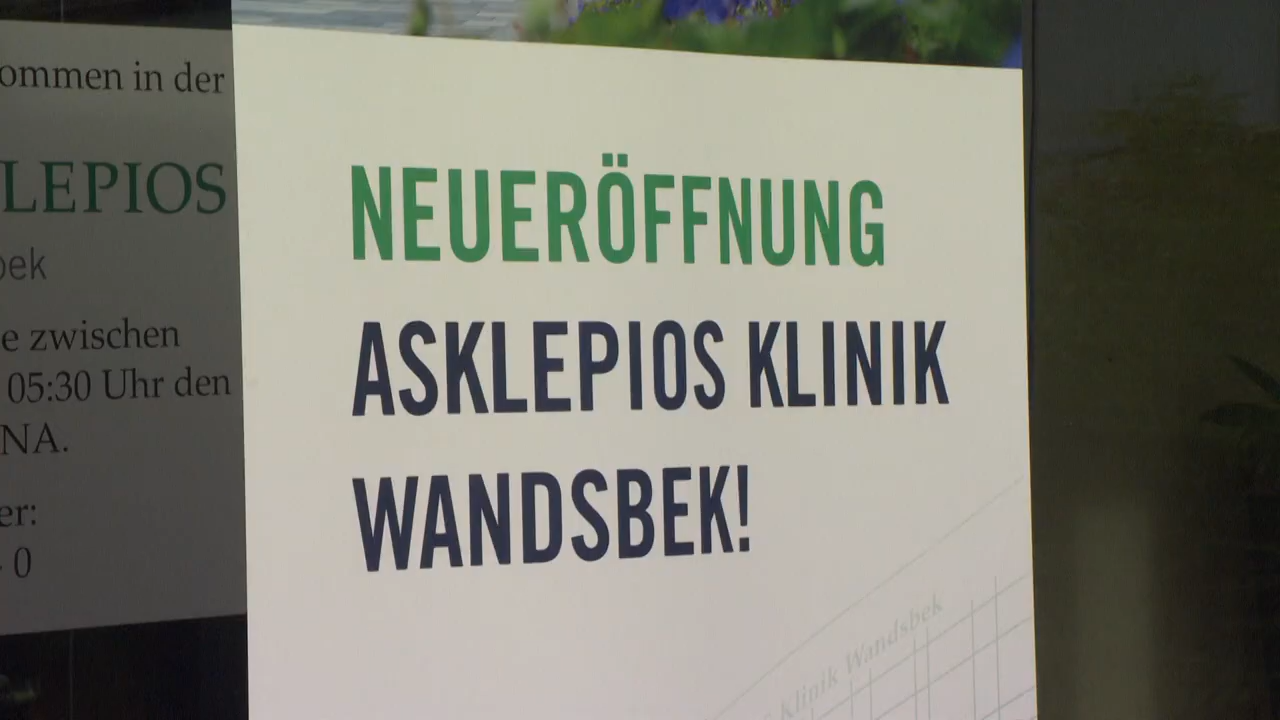 ommen in der
LEPIOS
bek
e zwischen
05:30 Uhr den
NA.
er:
0
NEUERÖFFNUNG
ASKLEPIOS KLINIK
WANDSBEK!
Klinik Wandsbek